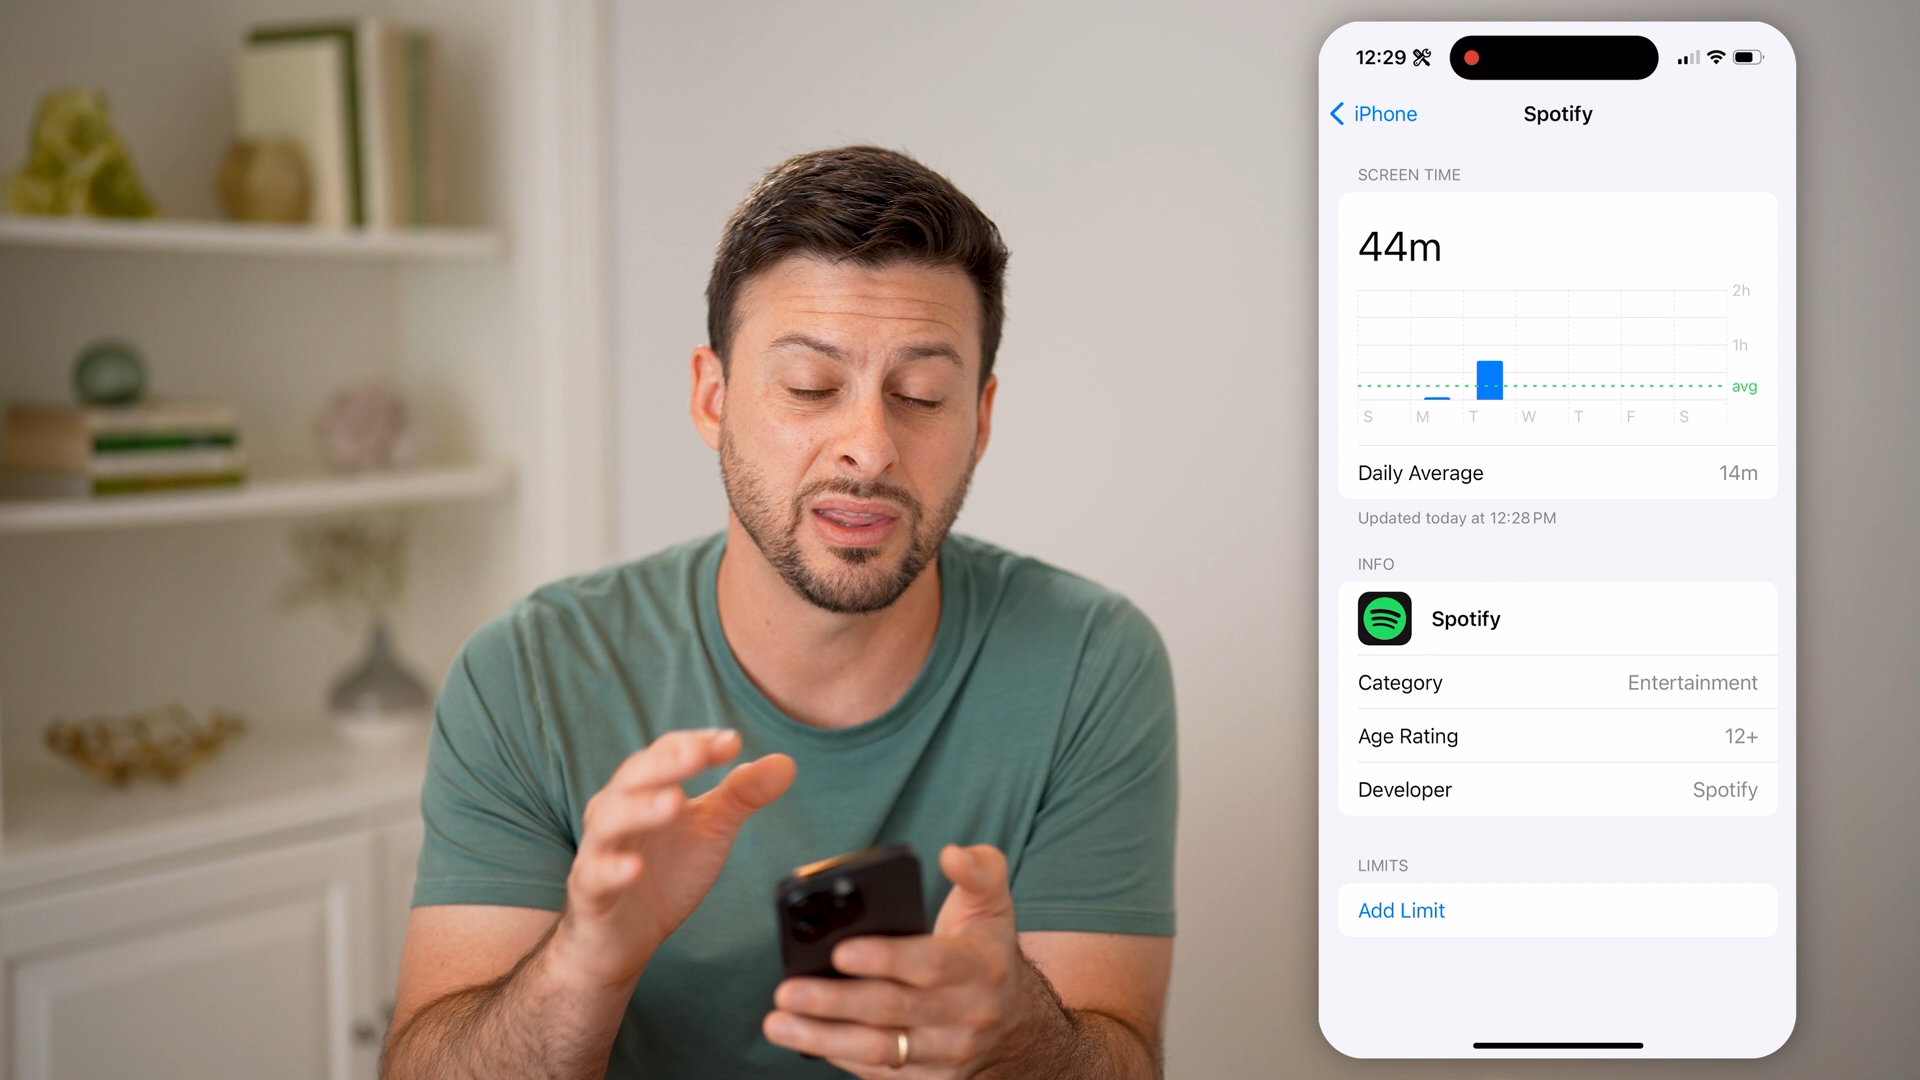 12:29
iPhone
Spotify
SCREEN TIME
44m
2h
1h
avg
S M T W T F S
Daily Average 14m
Updated today at 12:28 PM
INFO
Spotify
Category Entertainment
Age Rating 12+
Developer Spotify
LIMITS
Add Limit